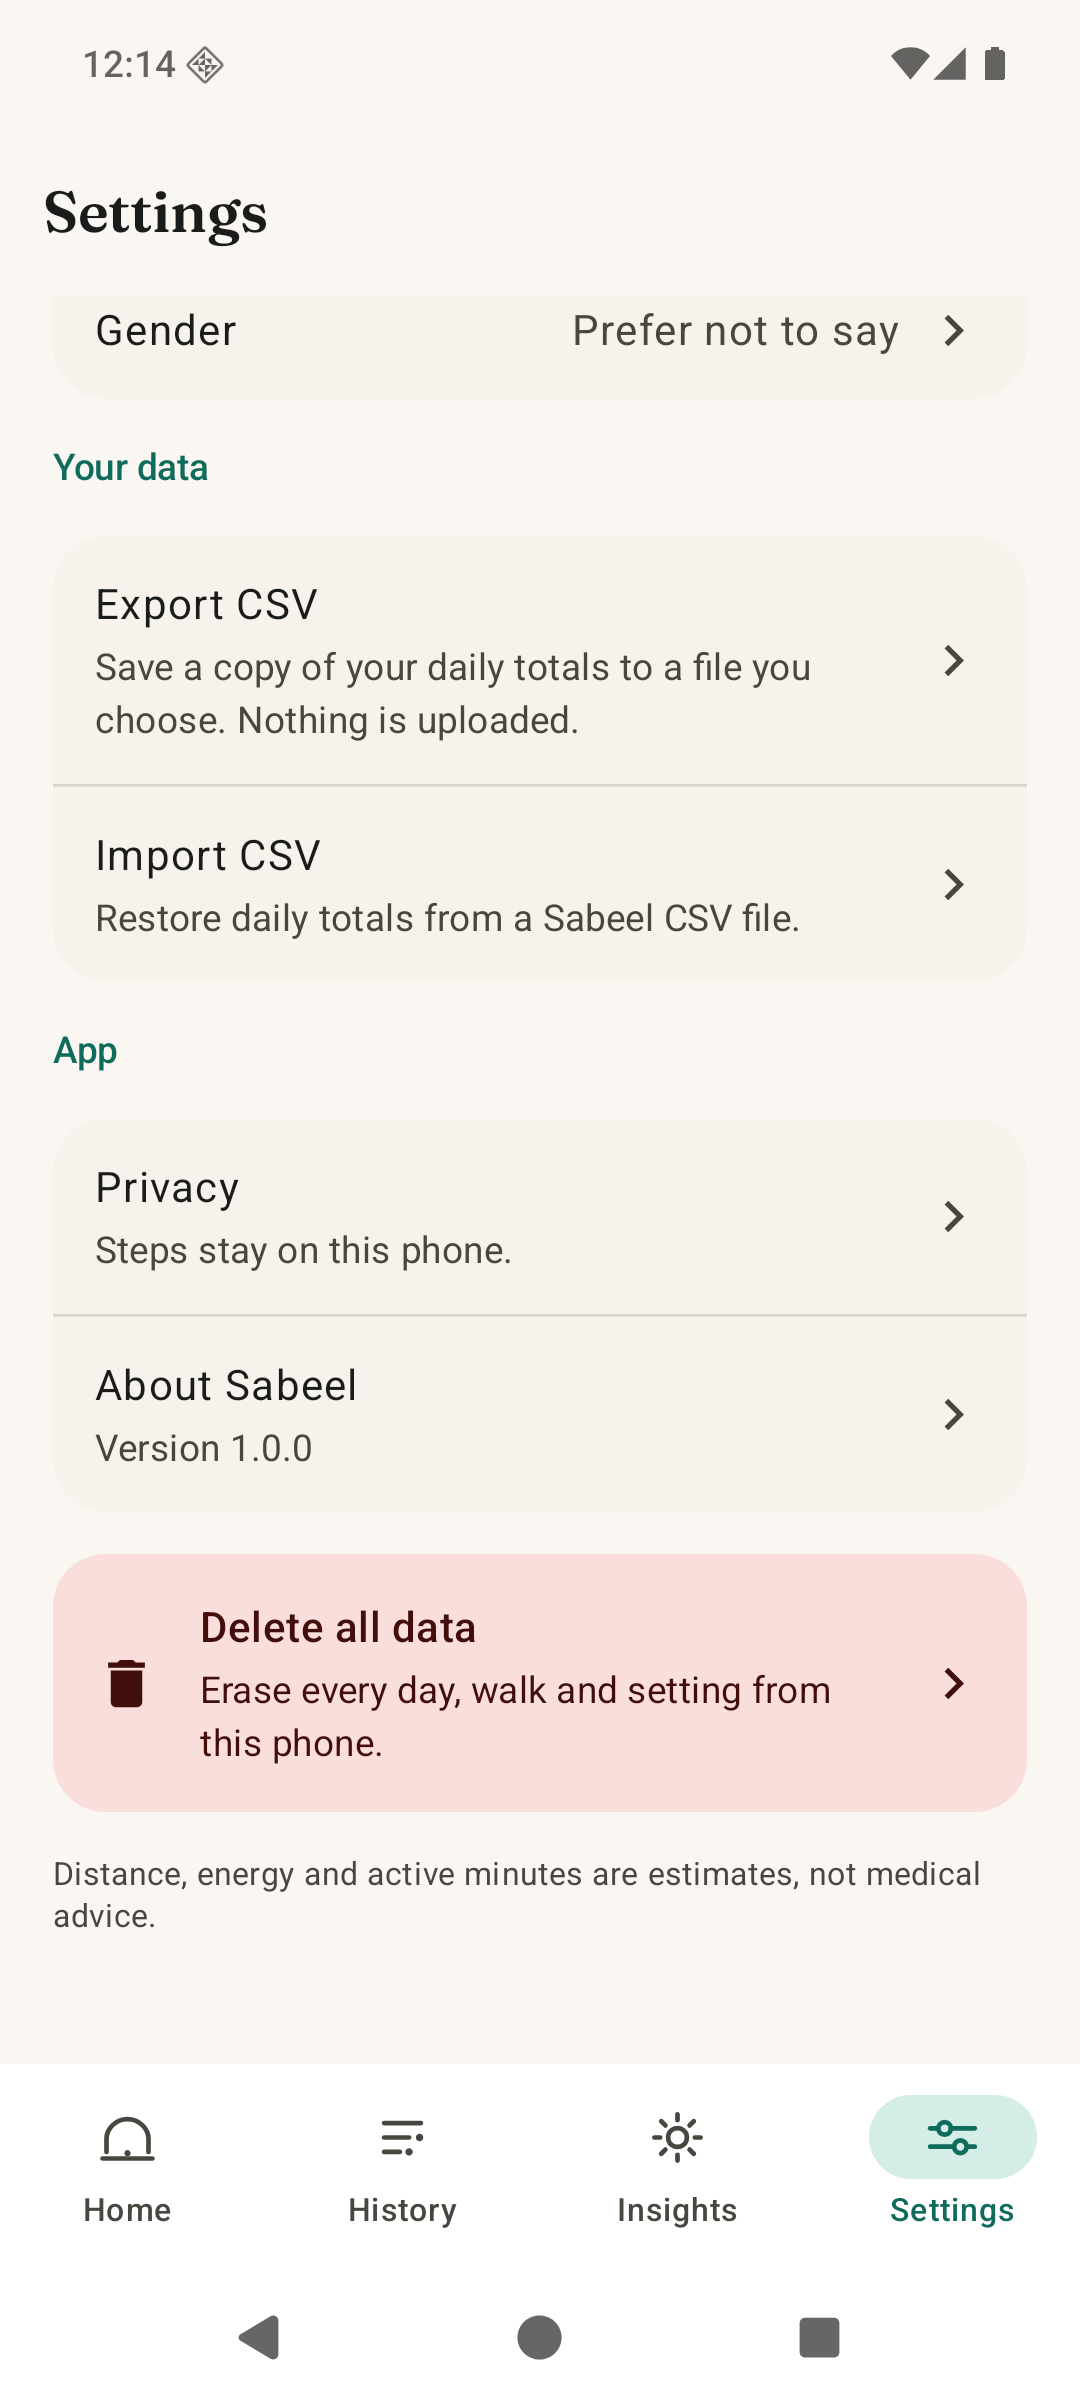 12:14
Settings
Gender Prefer not to say
Your data
Export CSV
Save a copy of your daily totals to a file you
choose. Nothing is uploaded.
Import CSV
Restore daily totals from a Sabeel CSV file.
App
Privacy
Steps stay on this phone.
About Sabeel
Version 1.0.0
Delete all data
Erase every day, walk and setting from
this phone.
Distance, energy and active minutes are estimates, not medical
advice.
Home History Insights Settings